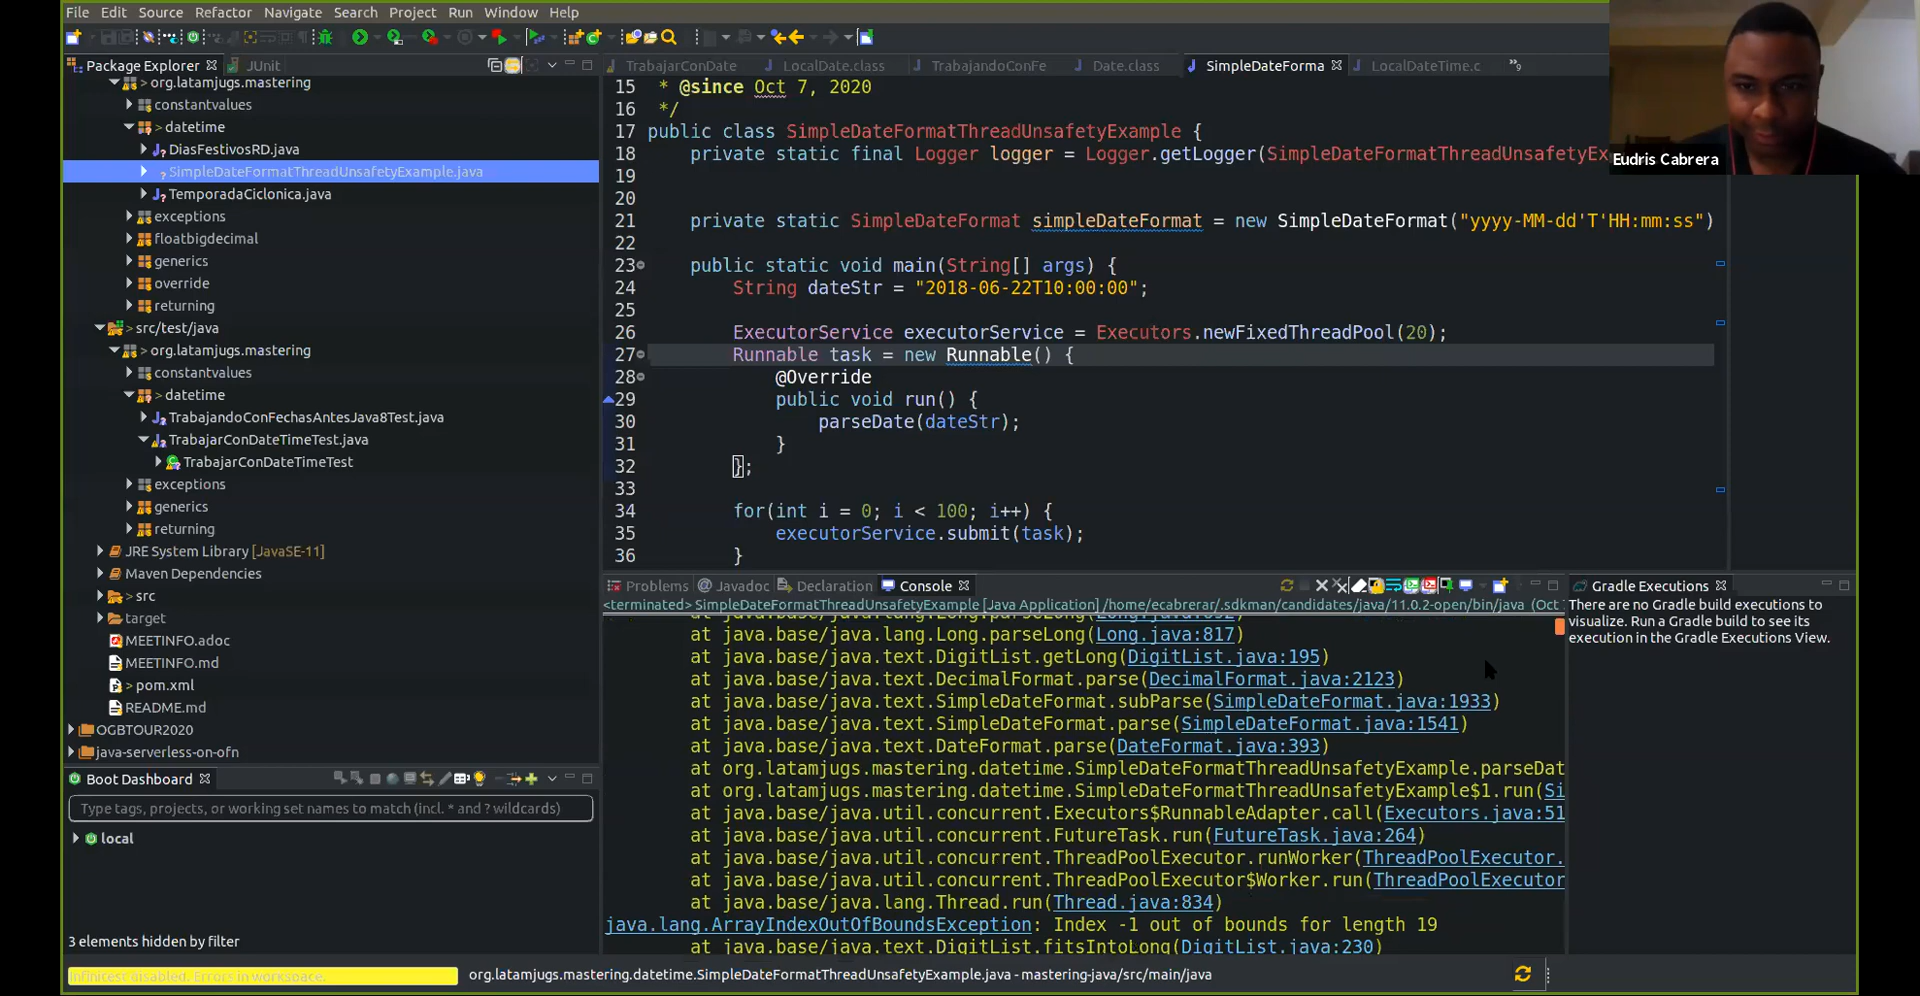 File Edit Source Refactor Navigate Search Project Run Window Help
Package Explorer
JUnit
org.latamjugs.mastering
constantvalues
> datetime
DiasFestivosRD.java
SimpleDateFormatThreadUnsafetyExample.java
TemporadaCiclonica.java
exceptions
floatbigdecimal
generics
override
returning
> src/test/java
> org.latamjugs.mastering
constantvalues
> datetime
TrabajandoConFechasAntesJava8Test.java
TrabajarConDateTimeTest.java
TrabajarConDateTimeTest
exceptions
generics
returning
JRE System Library [JavaSE-11]
Maven Dependencies
> src
target
MEETINFO.adoc
MEETINFO.md
> pom.xml
README.md
OGBTOUR2020
java-serverless-on-ofn
Boot Dashboard
Type tags, projects, or working set names to match (incl. * and ? wildcards)
local
3 elements hidden by filter
TrabajarConDate
LocalDate.class
TrabajandoConFe
Date.class
SimpleDateForma
LocalDateTime.c
»9
15 * @since Oct 7, 2020
16 */
17 public class SimpleDateFormatThreadUnsafetyExample {
18 private static final Logger logger = Logger.getLogger(SimpleDateFormatThreadUnsafetyEx
19
20
21 private static SimpleDateFormat simpleDateFormat = new SimpleDateFormat("yyyy-MM-dd'T'HH:mm:ss")
22
23 public static void main(String[] args) {
24 String dateStr = "2018-06-22T10:00:00";
25
26 ExecutorService executorService = Executors.newFixedThreadPool(20);
27 Runnable task = new Runnable() {
28 @Override
29 public void run() {
30 parseDate(dateStr);
31 }
32 };
33
34 for(int i = 0; i < 100; i++) {
35 executorService.submit(task);
36 }
Eudris Cabrera
Problems
@ Javadoc
Declaration
Console
<terminated> SimpleDateFormatThreadUnsafetyExample [Java Application] /home/ecabrerar/.sdkman/candidates/java/11.0.2-open/bin/java (Oct
at java.base/java.lang.Long.parseLong(Long.java:817)
at java.base/java.text.DigitList.getLong(DigitList.java:195)
at java.base/java.text.DecimalFormat.parse(DecimalFormat.java:2123)
at java.base/java.text.SimpleDateFormat.subParse(SimpleDateFormat.java:1933)
at java.base/java.text.SimpleDateFormat.parse(SimpleDateFormat.java:1541)
at java.base/java.text.DateFormat.parse(DateFormat.java:393)
at org.latamjugs.mastering.datetime.SimpleDateFormatThreadUnsafetyExample.parseDat
at org.latamjugs.mastering.datetime.SimpleDateFormatThreadUnsafetyExample$1.run(Si
at java.base/java.util.concurrent.Executors$RunnableAdapter.call(Executors.java:51
at java.base/java.util.concurrent.FutureTask.run(FutureTask.java:264)
at java.base/java.util.concurrent.ThreadPoolExecutor.runWorker(ThreadPoolExecutor.
at java.base/java.util.concurrent.ThreadPoolExecutor$Worker.run(ThreadPoolExecutor
at java.base/java.lang.Thread.run(Thread.java:834)
java.lang.ArrayIndexOutOfBoundsException: Index -1 out of bounds for length 19
at java.base/java.text.DigitList.fitsIntoLong(DigitList.java:230)
Gradle Executions
There are no Gradle build executions to
visualize. Run a Gradle build to see its
execution in the Gradle Executions View.
disabled. Errors in workspace.
org.latamjugs.mastering.datetime.SimpleDateFormatThreadUnsafetyExample.java - mastering-java/src/main/java